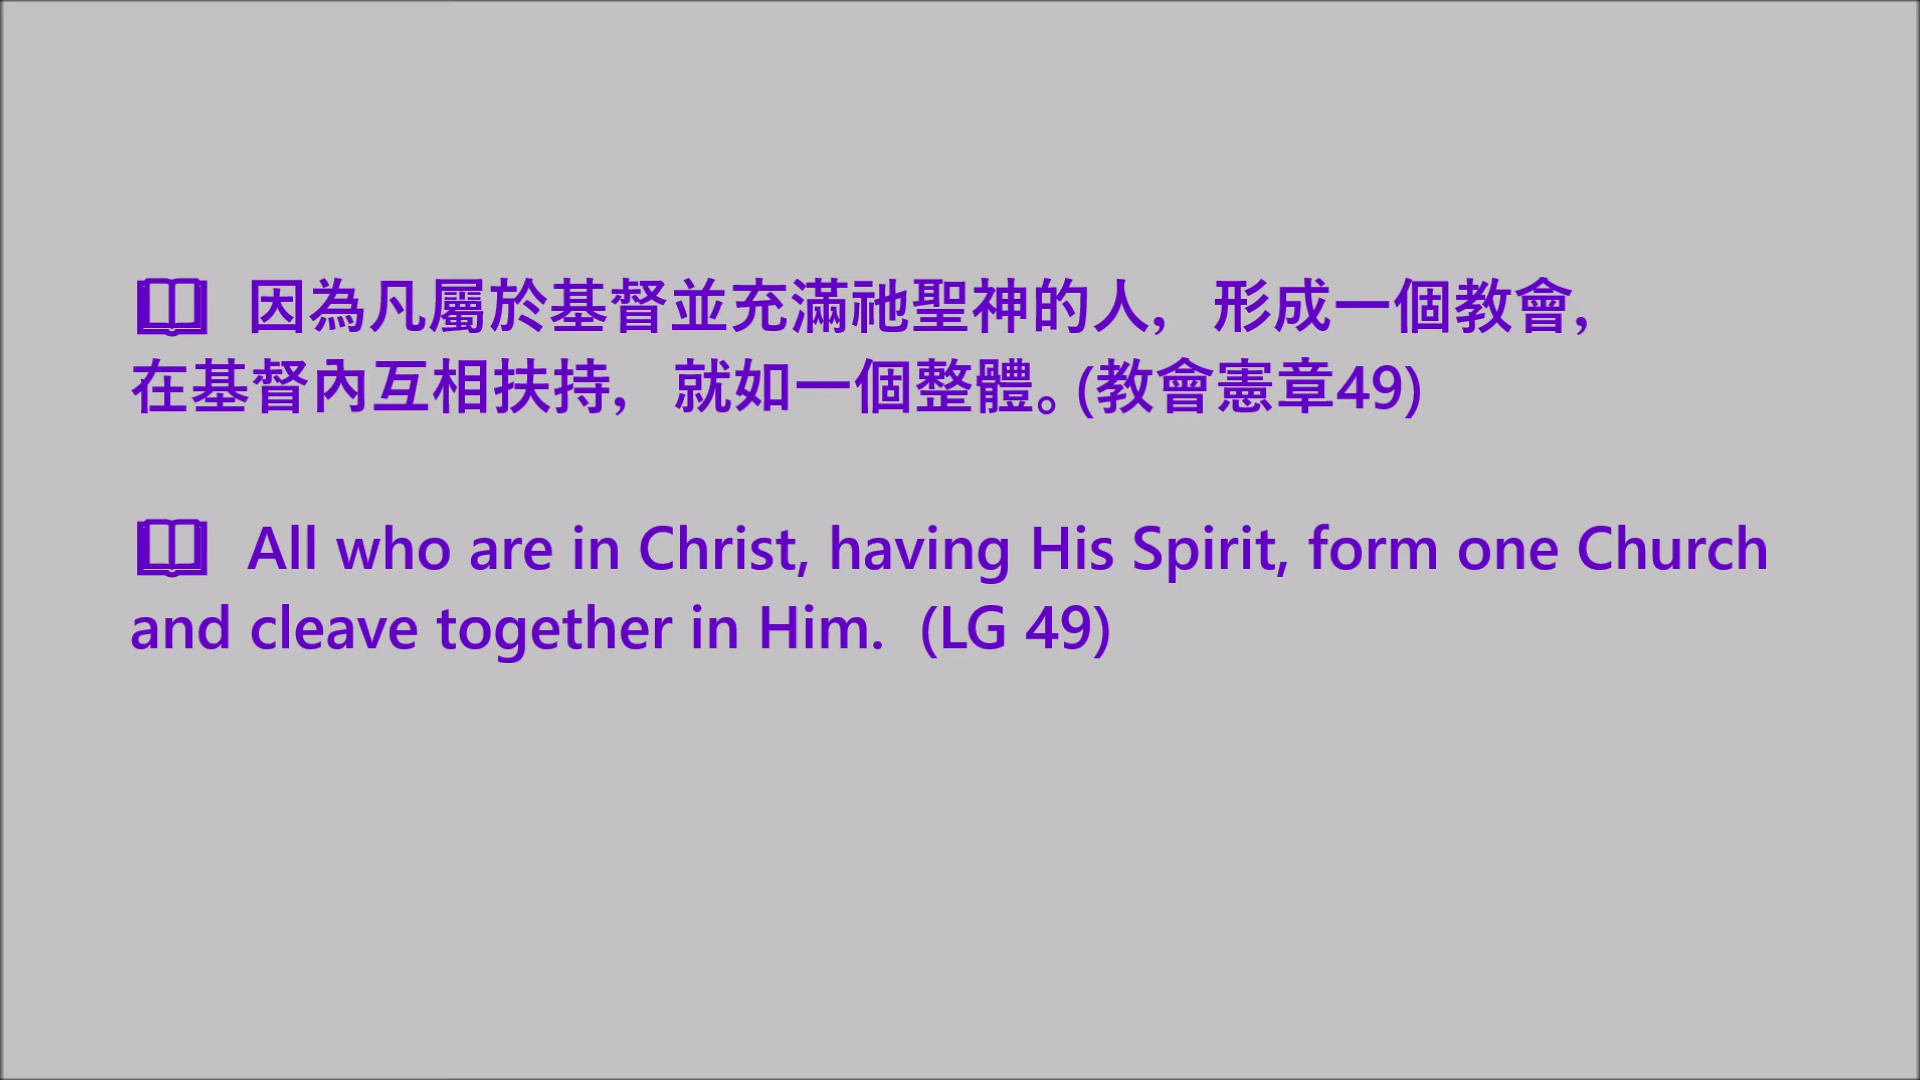 🕮 因為凡屬於基督並充滿祂聖神的人，形成一個教會，
在基督內互相扶持，就如一個整體。(教會憲章49)
🕮 All who are in Christ, having His Spirit, form one Church
and cleave together in Him.  (LG 49)